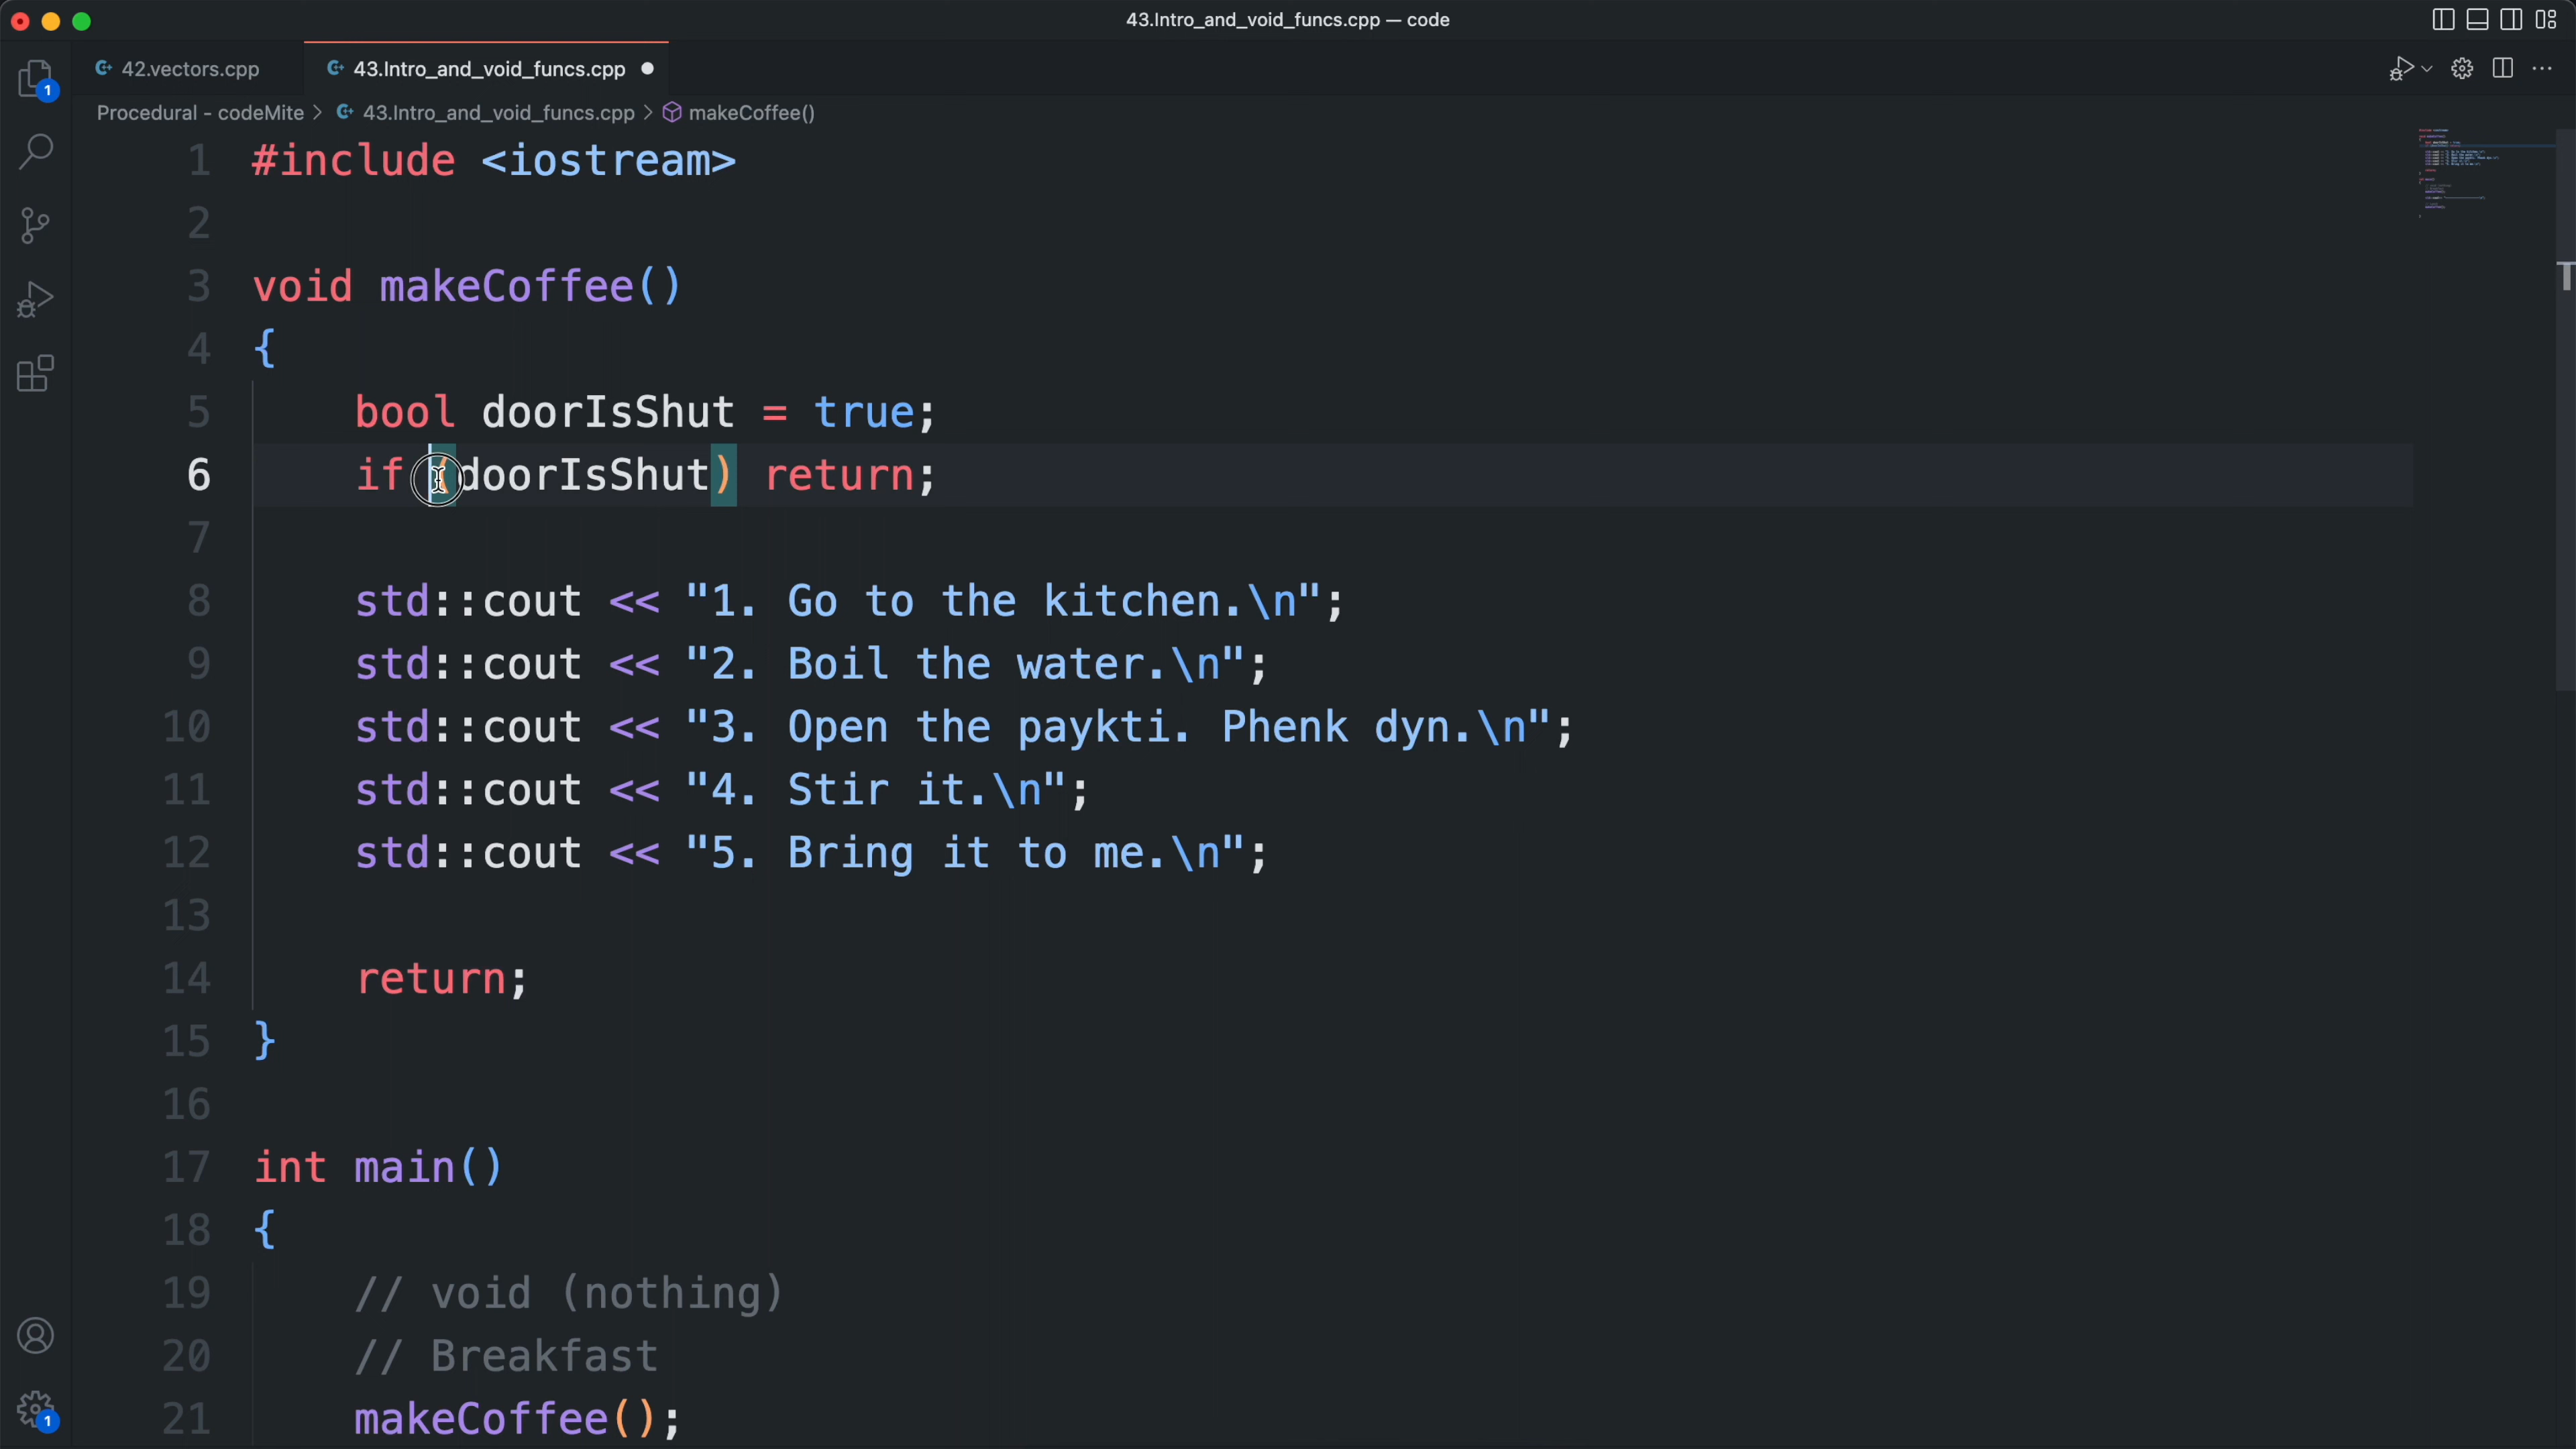 43.Intro_and_void_funcs.cpp — code
42.vectors.cpp
43.Intro_and_void_funcs.cpp
Procedural - codeMite > 43.Intro_and_void_funcs.cpp > makeCoffee()
1 #include <iostream>
2
3 void makeCoffee()
4 {
5 bool doorIsShut = true;
6 if (doorIsShut) return;
7
8 std::cout << "1. Go to the kitchen.\n";
9 std::cout << "2. Boil the water.\n";
10 std::cout << "3. Open the paykti. Phenk dyn.\n";
11 std::cout << "4. Stir it.\n";
12 std::cout << "5. Bring it to me.\n";
13
14 return;
15 }
16
17 int main()
18 {
19 // void (nothing)
20 // Breakfast
21 makeCoffee();
1
1